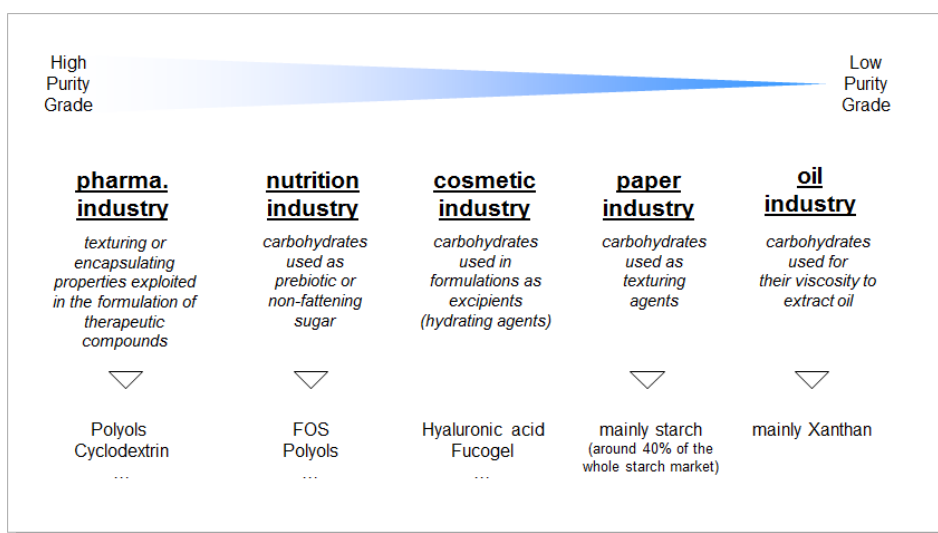 High
Purity
Grade
Low
Purity
Grade
pharma.
industry
texturing or
encapsulating
properties exploited
in the formulation of
therapeutic
compounds
Polyols
Cyclodextrin
...
nutrition
industry
carbohydrates
used as
prebiotic or
non-fattening
sugar
FOS
Polyols
...
cosmetic
industry
carbohydrates
used in
formulations as
excipients
(hydrating agents)
Hyaluronic acid
Fucogel
...
paper
industry
carbohydrates
used as
texturing
agents
mainly starch
(around 40% of the
whole starch market)
oil
industry
carbohydrates
used for
their viscosity to
extract oil
mainly Xanthan